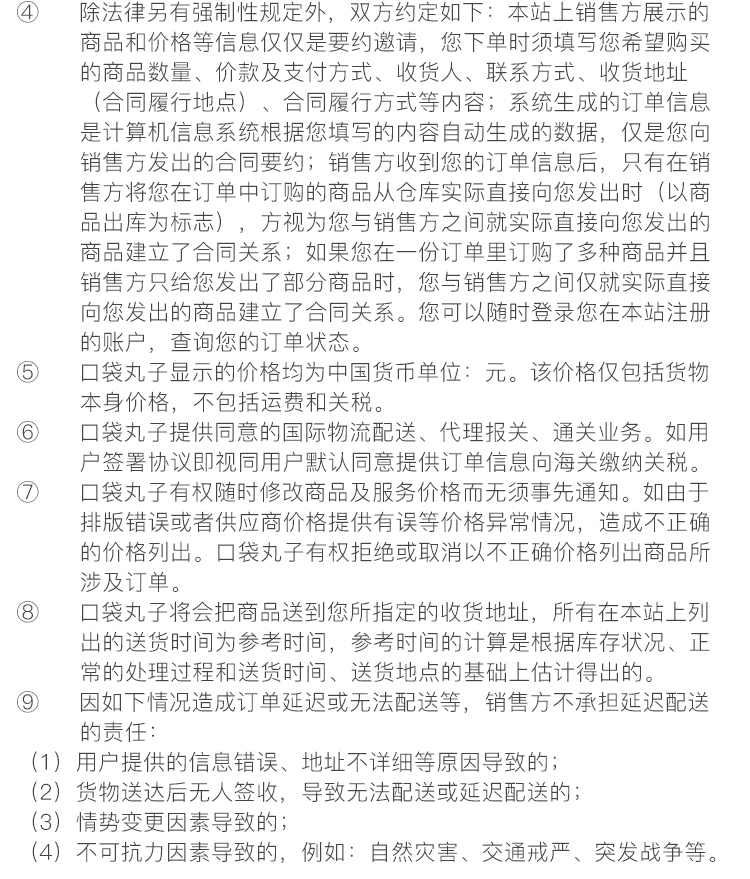 ④ 除法律另有强制性规定外，双方约定如下：本站上销售方展示的
商品和价格等信息仅仅是要约邀请，您下单时须填写您希望购买
的商品数量、价款及支付方式、收货人、联系方式、收货地址
（合同履行地点）、合同履行方式等内容；系统生成的订单信息
是计算机信息系统根据您填写的内容自动生成的数据，仅是您向
销售方发出的合同要约；销售方收到您的订单信息后，只有在销
售方将您在订单中订购的商品从仓库实际直接向您发出时（以商
品出库为标志），方视为您与销售方之间就实际直接向您发出的
商品建立了合同关系；如果您在一份订单里订购了多种商品并且
销售方只给您发出了部分商品时，您与销售方之间仅就实际直接
向您发出的商品建立了合同关系。您可以随时登录您在本站注册
的账户，查询您的订单状态。
⑤ 口袋丸子显示的价格均为中国货币单位：元。该价格仅包括货物
本身价格，不包括运费和关税。
⑥ 口袋丸子提供同意的国际物流配送、代理报关、通关业务。如用
户签署协议即视同用户默认同意提供订单信息向海关缴纳关税。
⑦ 口袋丸子有权随时修改商品及服务价格而无须事先通知。如由于
排版错误或者供应商价格提供有误等价格异常情况，造成不正确
的价格列出。口袋丸子有权拒绝或取消以不正确价格列出商品所
涉及订单。
⑧ 口袋丸子将会把商品送到您所指定的收货地址，所有在本站上列
出的送货时间为参考时间，参考时间的计算是根据库存状况、正
常的处理过程和送货时间、送货地点的基础上估计得出的。
⑨ 因如下情况造成订单延迟或无法配送等，销售方不承担延迟配送
的责任：
（1）用户提供的信息错误、地址不详细等原因导致的；
（2）货物送达后无人签收，导致无法配送或延迟配送的；
（3）情势变更因素导致的；
（4）不可抗力因素导致的，例如：自然灾害、交通戒严、突发战争等。